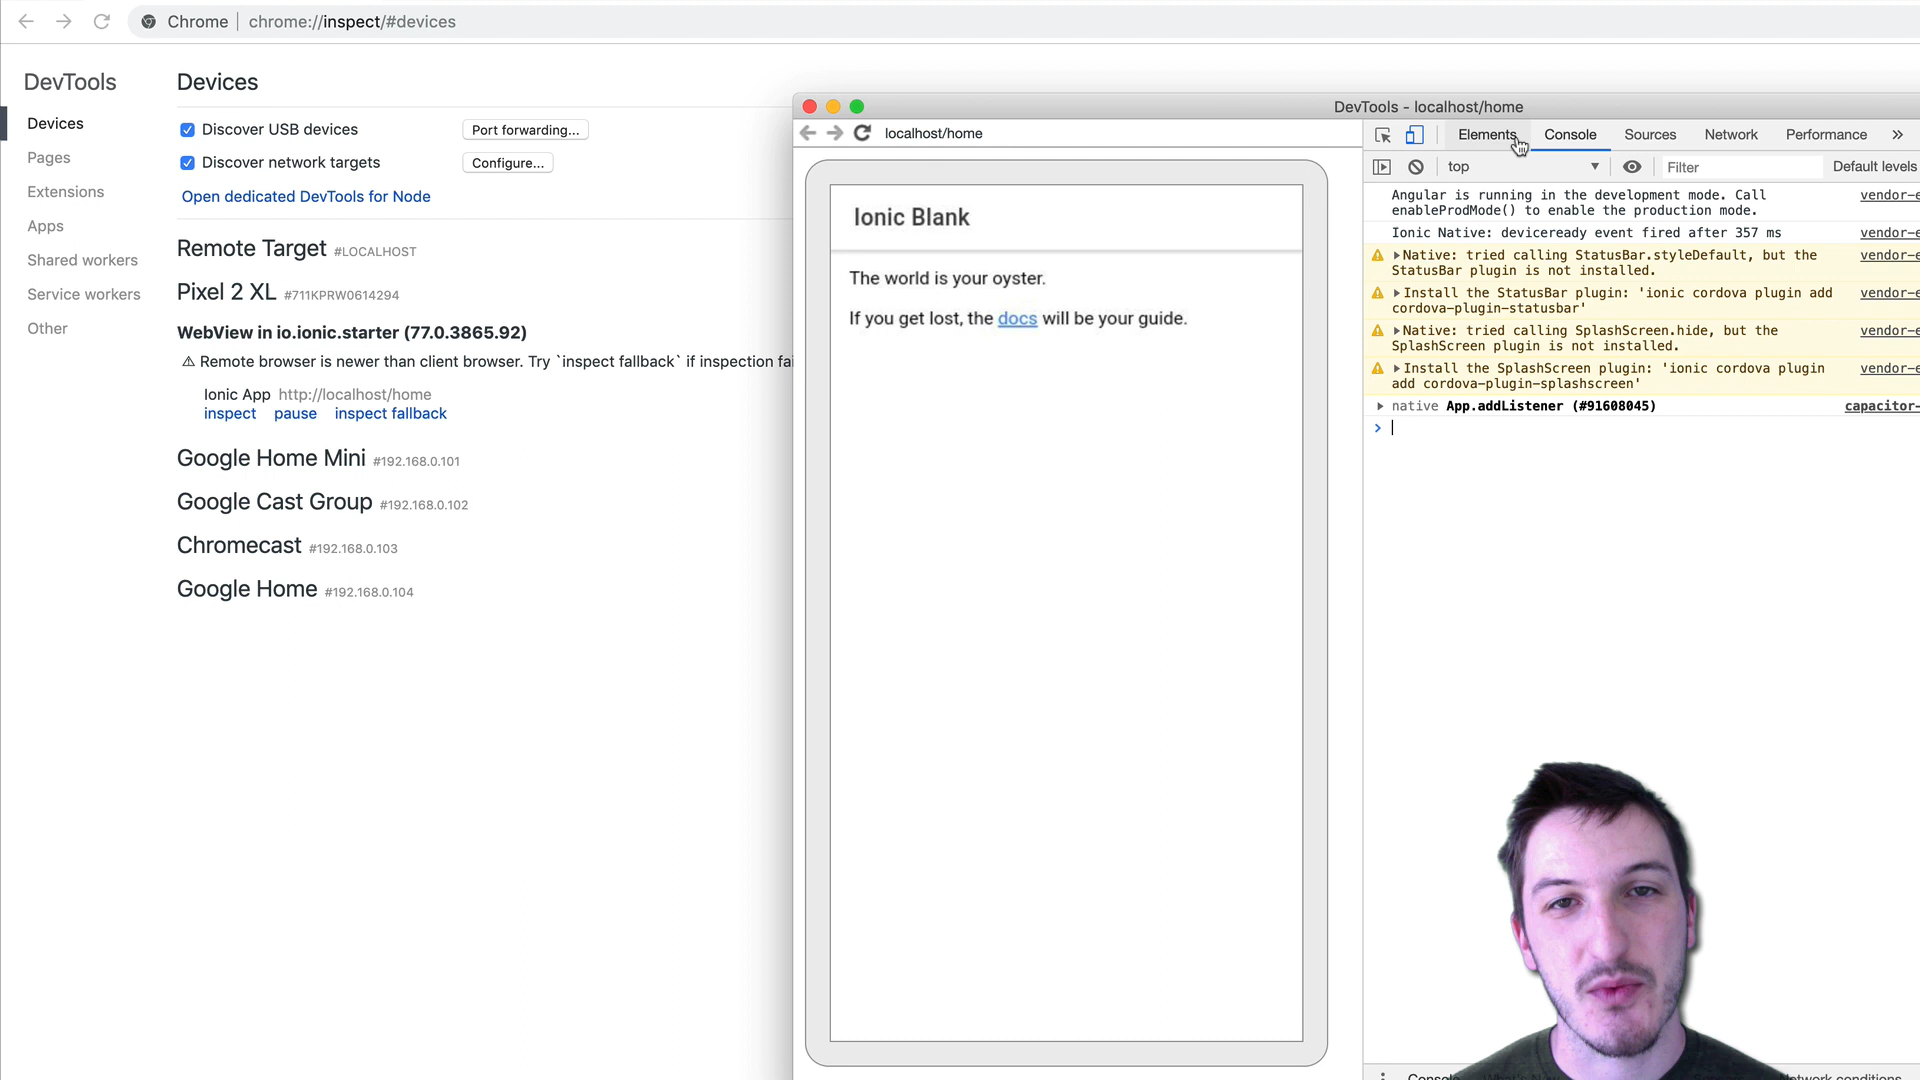 Chrome chrome://inspect/#devices
DevTools
Devices
Pages
Extensions
Apps
Shared workers
Service workers
Other
Devices
Discover USB devices Port forwarding...
Discover network targets Configure...
Open dedicated DevTools for Node
Remote Target #LOCALHOST
Pixel 2 XL #711KPRW0614294
WebView in io.ionic.starter (77.0.3865.92)
⚠ Remote browser is newer than client browser. Try `inspect fallback` if inspection fai
Ionic App http://localhost/home
inspect pause inspect fallback
Google Home Mini #192.168.0.101
Google Cast Group #192.168.0.102
Chromecast #192.168.0.103
Google Home #192.168.0.104
DevTools - localhost/home
localhost/home
Ionic Blank
The world is your oyster.
If you get lost, the docs will be your guide.
Elements Console Sources Network Performance »
top Filter Default levels
Angular is running in the development mode. Call vendor-e
enableProdMode() to enable the production mode.
Ionic Native: deviceready event fired after 357 ms vendor-e
Native: tried calling StatusBar.styleDefault, but the vendor-e
StatusBar plugin is not installed.
Install the StatusBar plugin: 'ionic cordova plugin add vendor-e
cordova-plugin-statusbar'
Native: tried calling SplashScreen.hide, but the vendor-e
SplashScreen plugin is not installed.
Install the SplashScreen plugin: 'ionic cordova plugin vendor-e
add cordova-plugin-splashscreen'
native App.addListener (#91608045) capacitor-
>
Console conditions